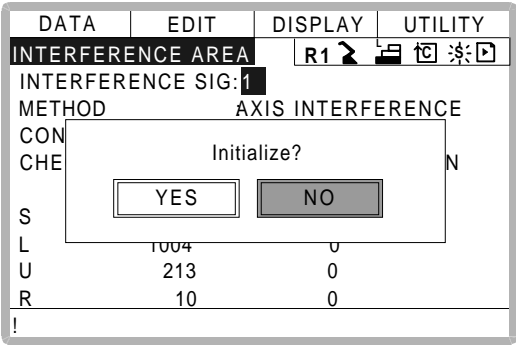 DATA EDIT DISPLAY UTILITY
INTERFERENCE AREA R1 C S
INTERFERENCE SIG: 1
METHOD AXIS INTERFERENCE
CON
CHE N
Initialize?
YES NO
S
L 1004 0
U 213 0
R 10 0
!